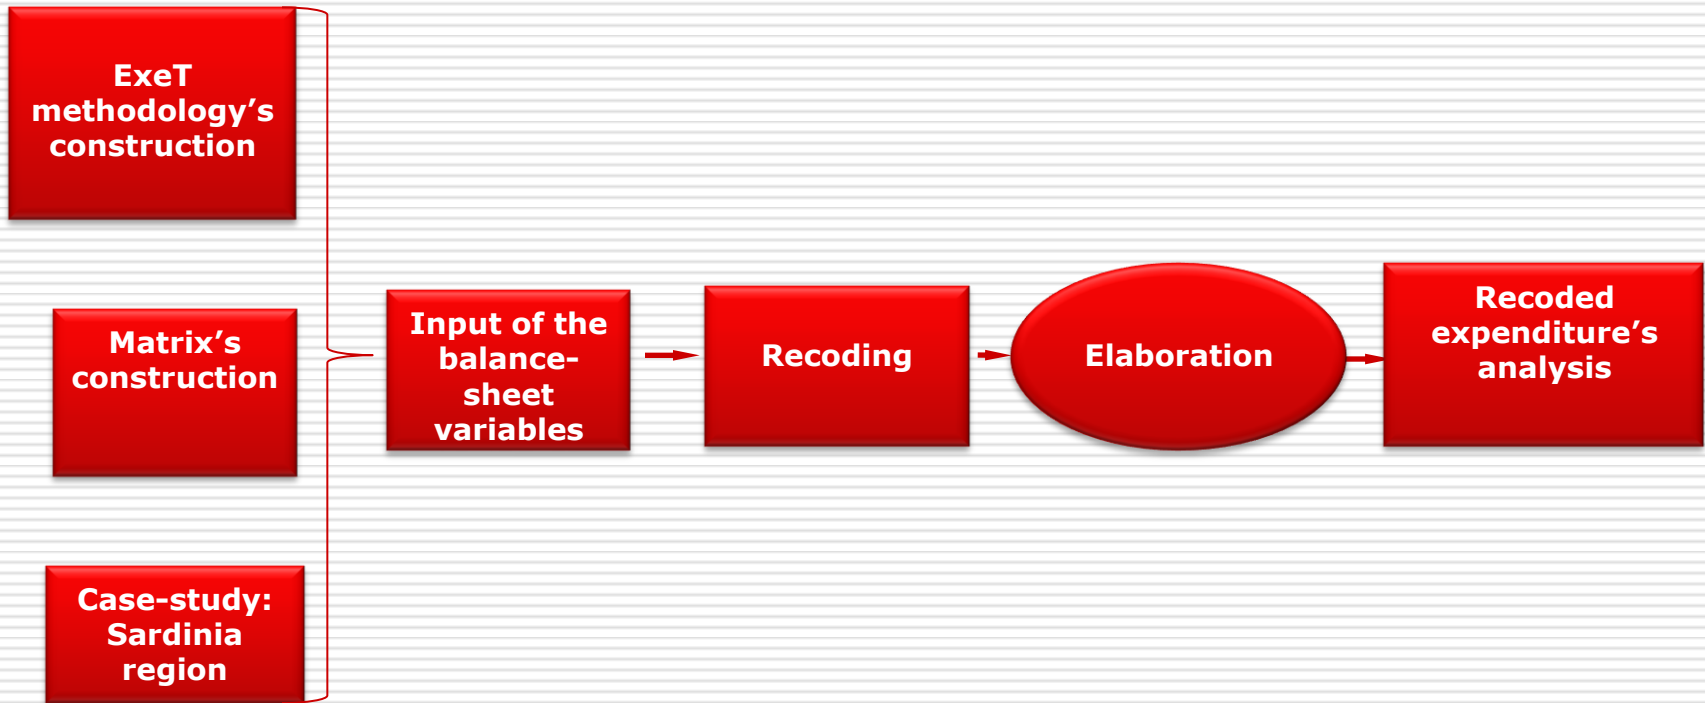 ExeT
methodology’s
construction
Matrix’s
construction
Case-study:
Sardinia
region
Input of the
balance-
sheet
variables
Recoding
Elaboration
Recoded
expenditure’s
analysis